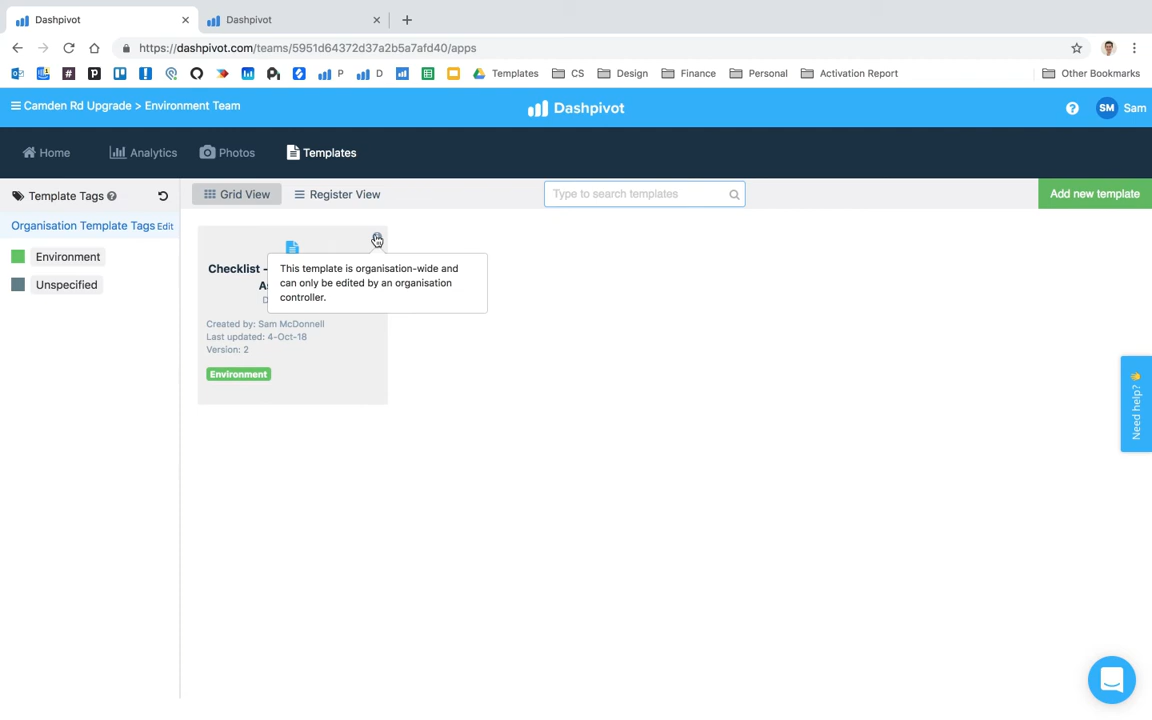 Dashpivot
Dashpivot
https://dashpivot.com/teams/5951d64372d37a2b5a7afd40/apps
P D Templates CS Design Finance Personal Activation Report Other Bookmarks
Camden Rd Upgrade > Environment Team
Dashpivot
SM Sam
Home Analytics Photos Templates
Template Tags
Grid View Register View
Type to search templates
Add new template
Organisation Template Tags Edit
Environment
Unspecified
Checklist -
This template is organisation-wide and
can only be edited by an organisation
controller.
Created by: Sam McDonnell
Last updated: 4-Oct-18
Version: 2
Environment
Need help?